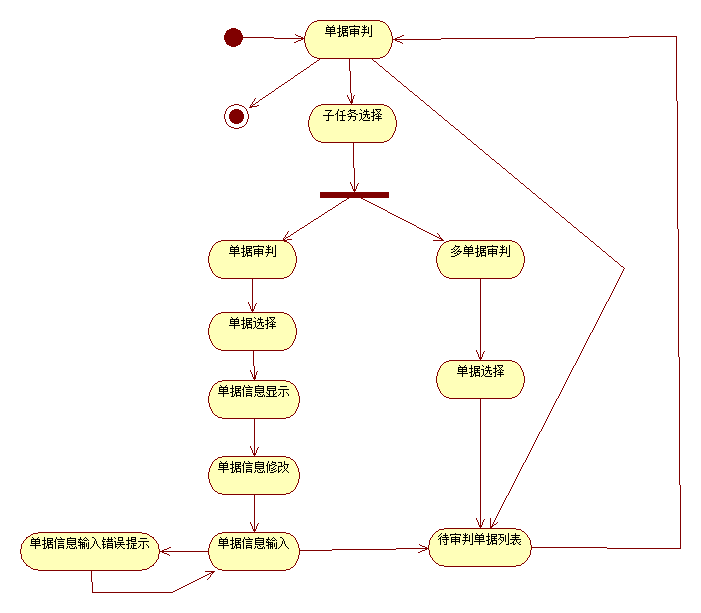 单据审判
子任务选择
单据审判
多单据审判
单据选择
单据选择
单据信息显示
单据信息修改
单据信息输入错误提示
单据信息输入
待审判单据列表